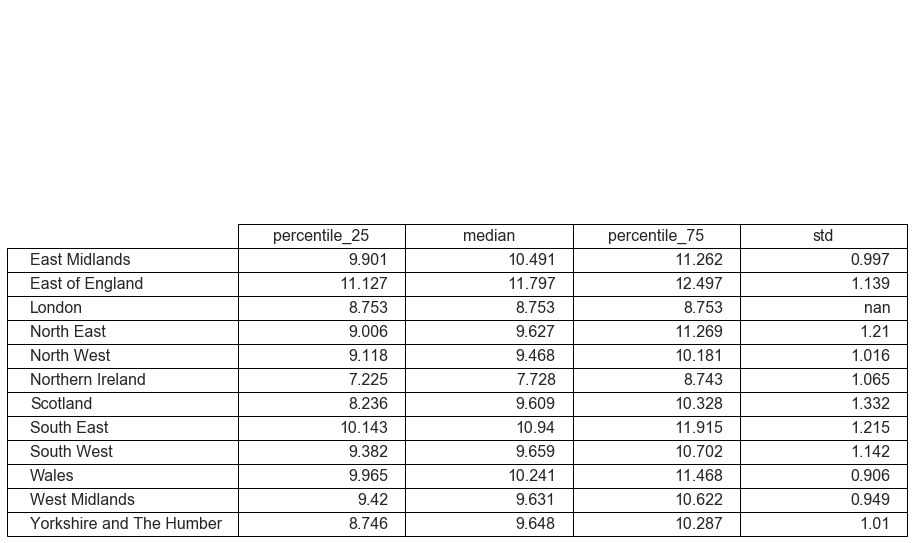 percentile_25 median percentile_75 std
East Midlands 9.901 10.491 11.262 0.997
East of England 11.127 11.797 12.497 1.139
London 8.753 8.753 8.753 nan
North East 9.006 9.627 11.269 1.21
North West 9.118 9.468 10.181 1.016
Northern Ireland 7.225 7.728 8.743 1.065
Scotland 8.236 9.609 10.328 1.332
South East 10.143 10.94 11.915 1.215
South West 9.382 9.659 10.702 1.142
Wales 9.965 10.241 11.468 0.906
West Midlands 9.42 9.631 10.622 0.949
Yorkshire and The Humber 8.746 9.648 10.287 1.01